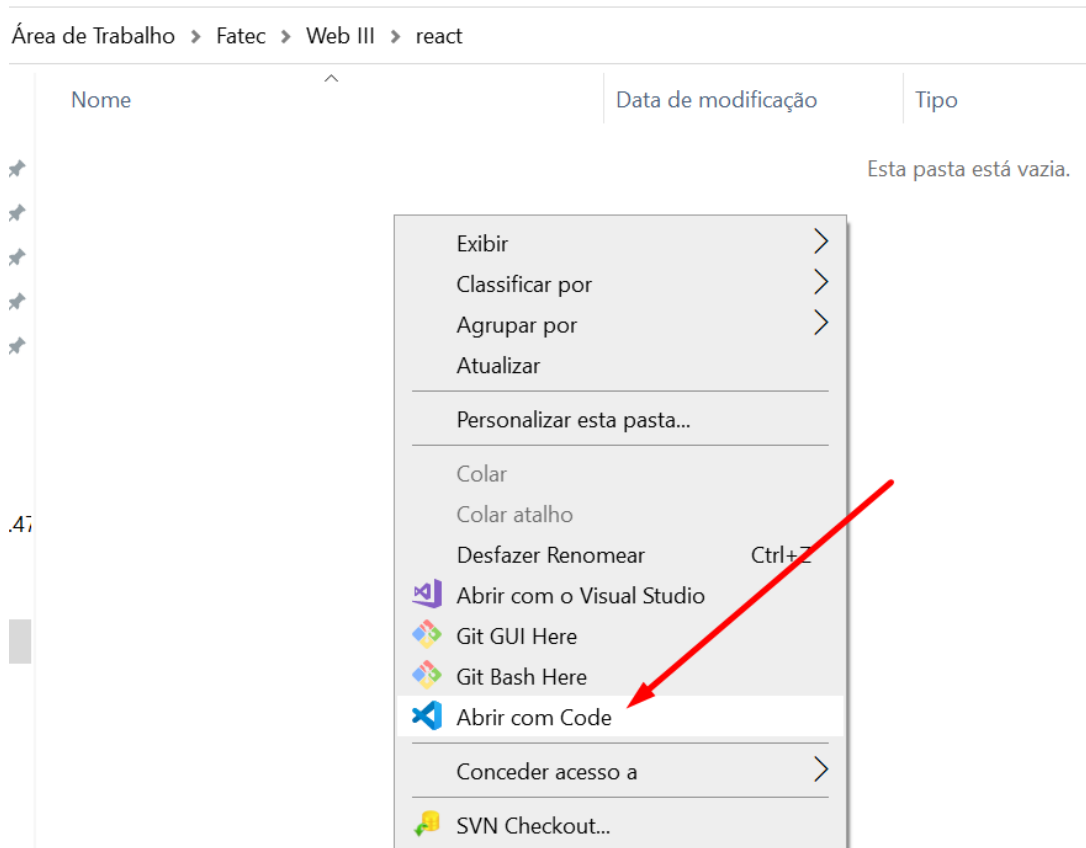 Área de Trabalho > Fatec > Web III > react
Nome Data de modificação Tipo
Esta pasta está vazia.
Exibir
Classificar por
Agrupar por
Atualizar
Personalizar esta pasta...
Colar
Colar atalho
.47
Desfazer Renomear Ctrl+Z
Abrir com o Visual Studio
Git GUI Here
Git Bash Here
Abrir com Code
Conceder acesso a
SVN Checkout...